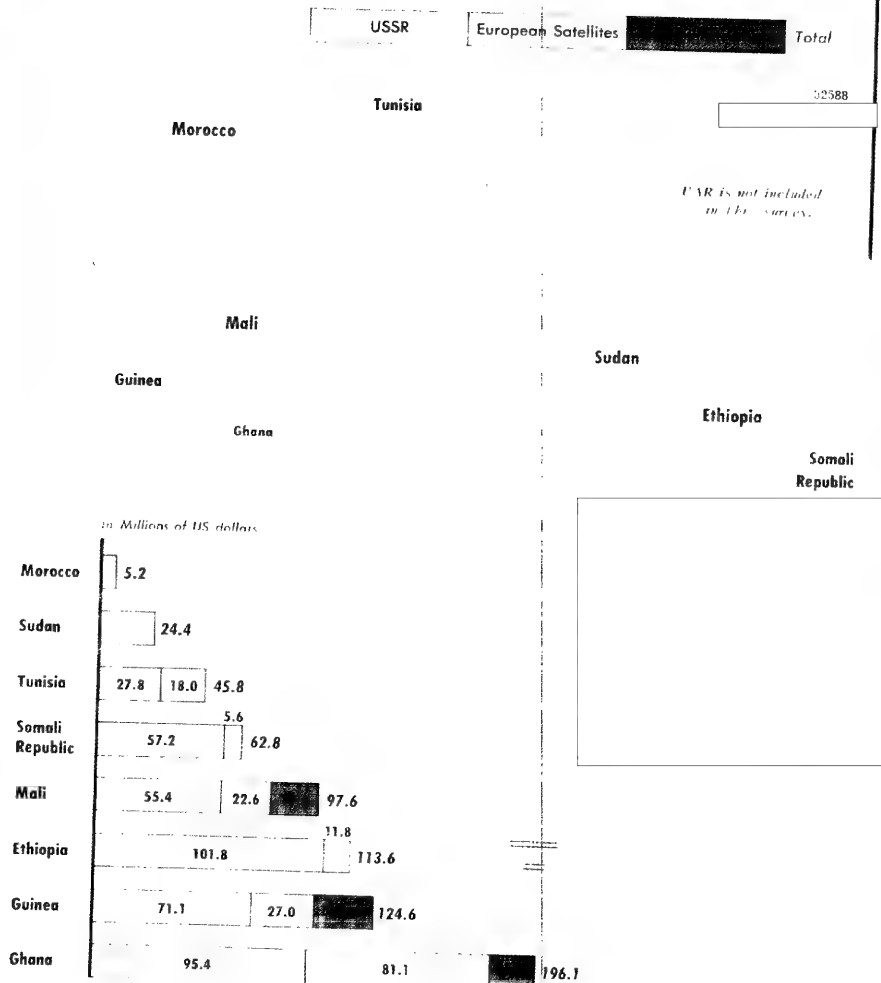 USSR European Satellites Total
32588
Tunisia
Morocco
UAR is not included
in survey.
Mali
Sudan
Guinea
Ethiopia
Ghana
Somali
Republic
in Millions of US dollars
Morocco 5.2
Sudan 24.4
Tunisia 27.8 18.0 45.8
5.6
Somali
Republic 57.2 62.8
Mali 55.4 22.6 97.6
11.8
Ethiopia 101.8 113.6
Guinea 71.1 27.0 124.6
Ghana 95.4 81.1 196.1